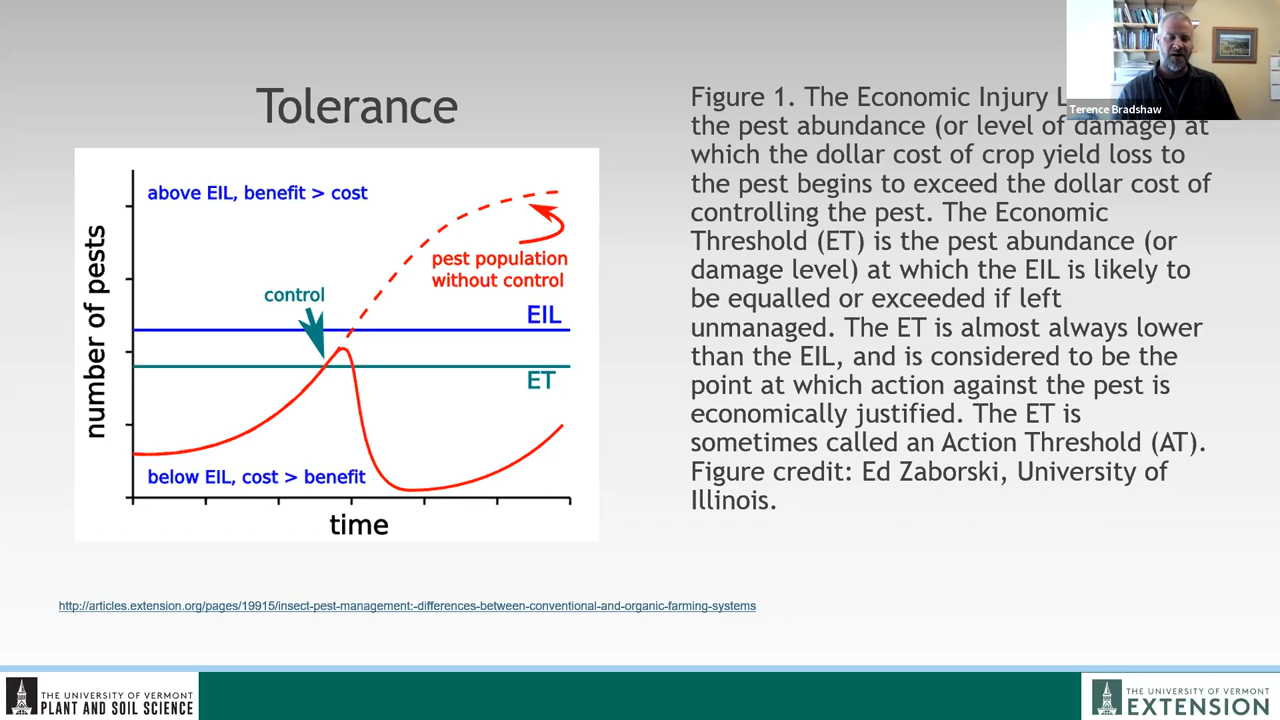 Tolerance
above EIL, benefit > cost
pest population
without control
control
EIL
ET
number of pests
below EIL, cost > benefit
time
Figure 1. The Economic Injury
the pest abundance (or level of damage) at
which the dollar cost of crop yield loss to
the pest begins to exceed the dollar cost of
controlling the pest. The Economic
Threshold (ET) is the pest abundance (or
damage level) at which the EIL is likely to
be equalled or exceeded if left
unmanaged. The ET is almost always lower
than the EIL, and is considered to be the
point at which action against the pest is
economically justified. The ET is
sometimes called an Action Threshold (AT).
Figure credit: Ed Zaborski, University of
Illinois.
Terence Bradshaw
http://articles.extension.org/pages/19915/insect-pest-management:-differences-between-conventional-and-organic-farming-systems
THE UNIVERSITY OF VERMONT
PLANT AND SOIL SCIENCE
THE UNIVERSITY OF VERMONT
EXTENSION